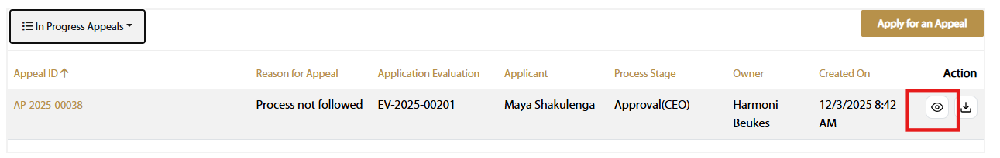 In Progress Appeals
Apply for an Appeal
Appeal ID Reason for Appeal Application Evaluation Applicant Process Stage Owner Created On Action
AP-2025-00038 Process not followed EV-2025-00201 Maya Shakulenga Approval(CEO) Harmoni 12/3/2025 8:42
Beukes AM